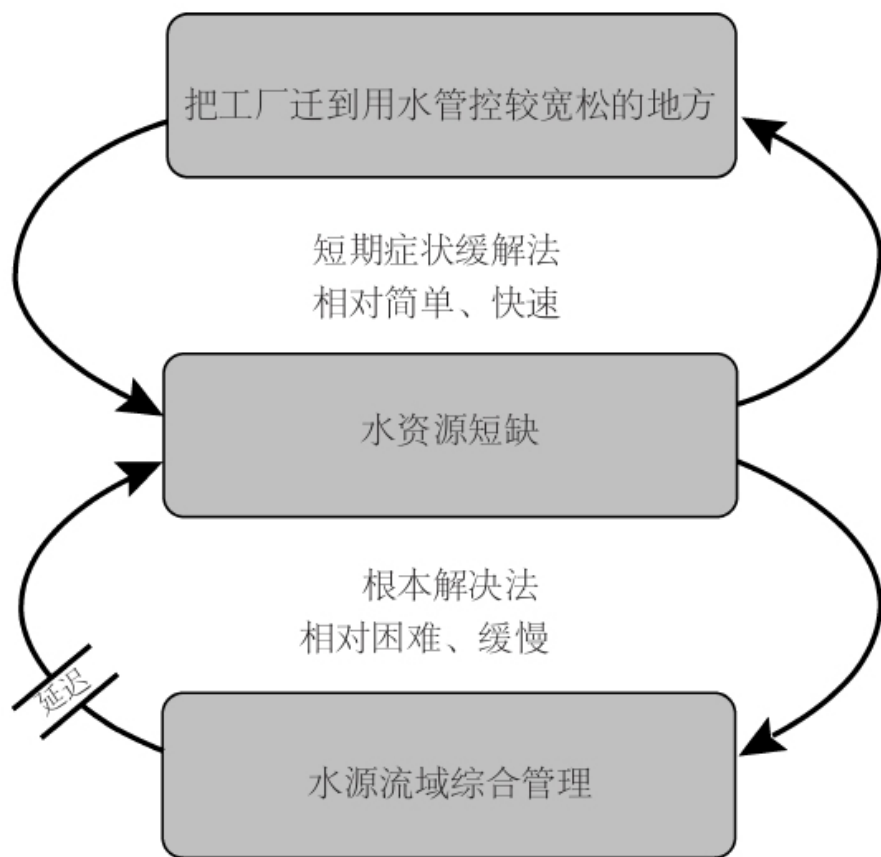 把工厂迁到用水管控较宽松的地方
短期症状缓解法
相对简单、快速
水资源短缺
根本解决法
相对困难、缓慢
延迟
水源流域综合管理